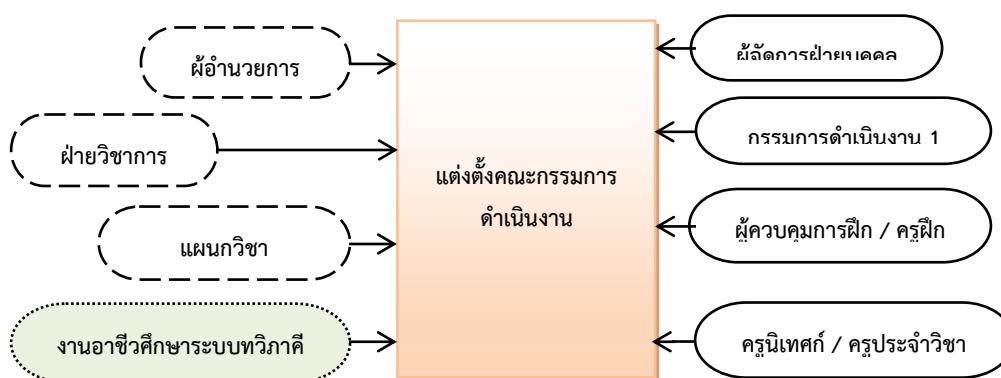 ผู้อำนวยการ
ฝ่ายวิชาการ
แผนกวิชา
งานอาชีวศึกษาระบบทวิภาคี
แต่งตั้งคณะกรรมการ
ดำเนินงาน
ผู้จัดการฝ่ายบุคคล
กรรมการดำเนินงาน 1
ผู้ควบคุมการฝึก / ครูฝึก
ครูนิเทศก์ / ครูประจำวิชา